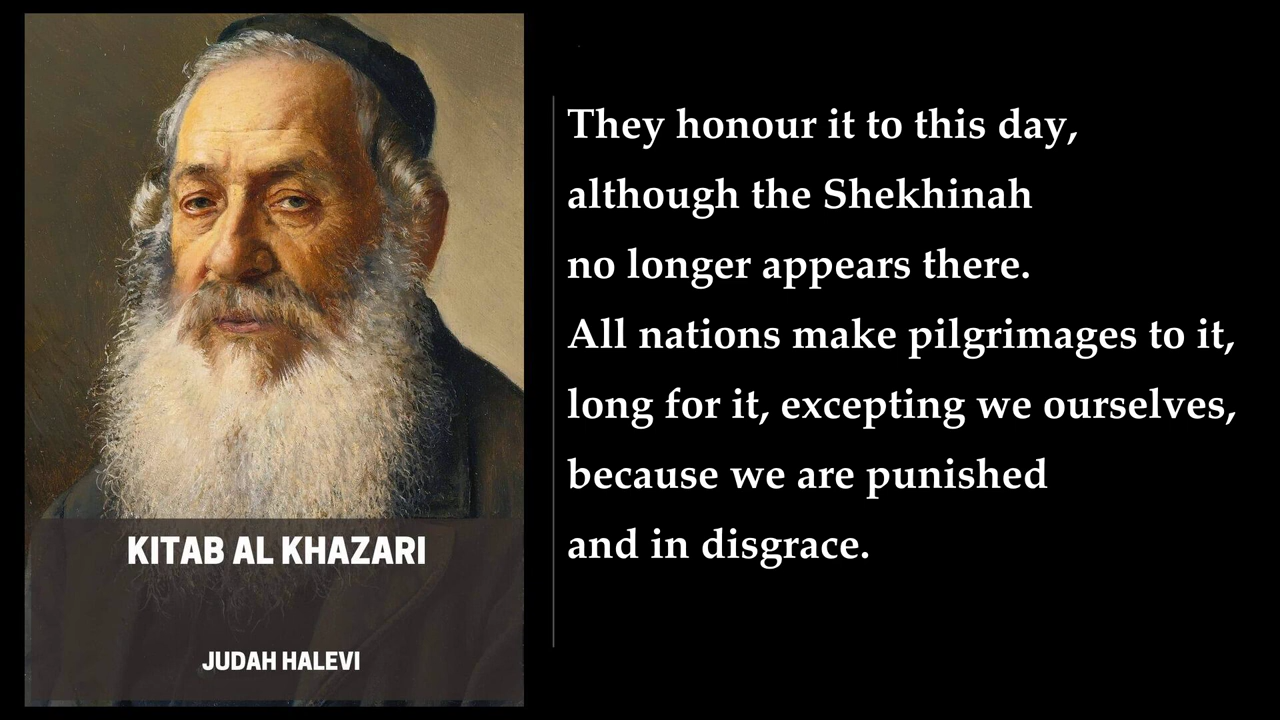 KITAB AL KHAZARI
JUDAH HALEVI
They honour it to this day,
although the Shekhinah
no longer appears there.
All nations make pilgrimages to it,
long for it, excepting we ourselves,
because we are punished
and in disgrace.